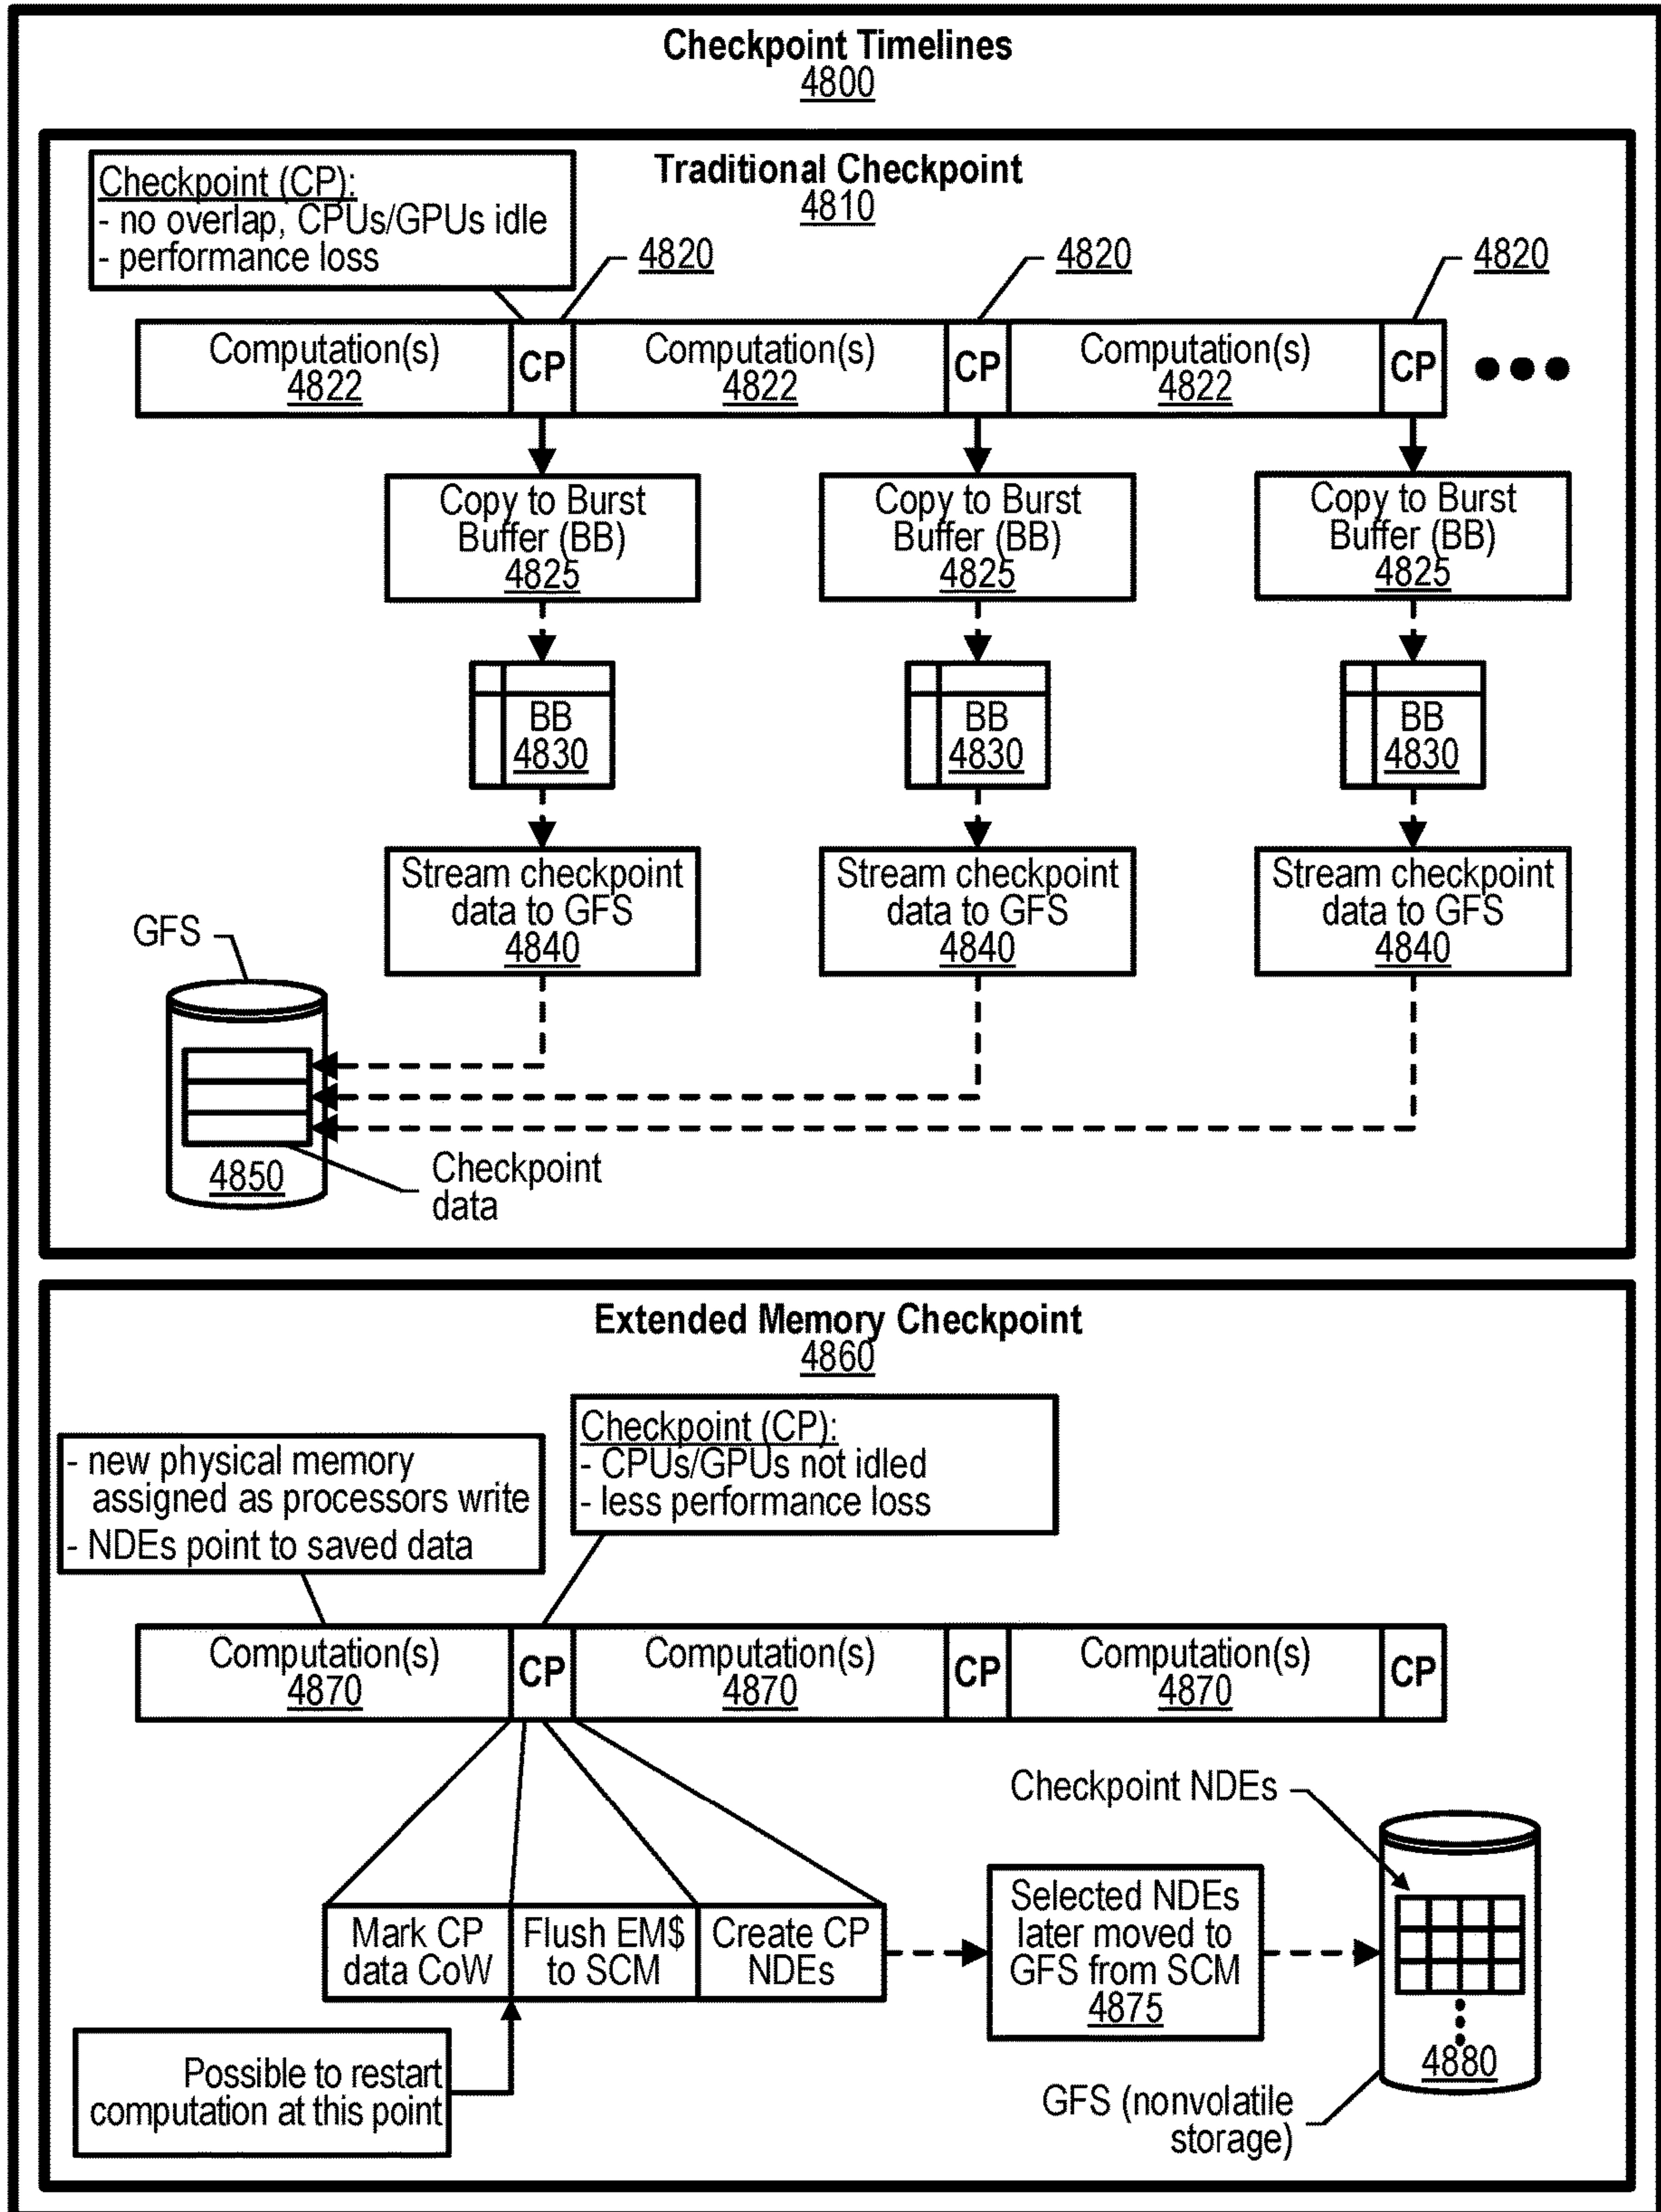 Checkpoint Timelines
4800
Traditional Checkpoint
4810
Checkpoint (CP):
- no overlap, CPUs/GPUs idle
- performance loss
4820
4820
4820
Computation(s)
4822
CP
Computation(s)
4822
CP
Computation(s)
4822
CP
Copy to Burst
Buffer (BB)
4825
Copy to Burst
Buffer (BB)
4825
Copy to Burst
Buffer (BB)
4825
BB
4830
BB
4830
BB
4830
Stream checkpoint
data to GFS
4840
Stream checkpoint
data to GFS
4840
Stream checkpoint
data to GFS
4840
GFS
4850
Checkpoint
data
Extended Memory Checkpoint
4860
- new physical memory
assigned as processors write
- NDEs point to saved data
Checkpoint (CP):
- CPUs/GPUs not idled
- less performance loss
Computation(s)
4870
CP
Computation(s)
4870
CP
Computation(s)
4870
CP
Mark CP
data CoW
Flush EM$
to SCM
Create CP
NDEs
Possible to restart
computation at this point
Selected NDEs
later moved to
GFS from SCM
4875
Checkpoint NDEs
4880
GFS (nonvolatile
storage)